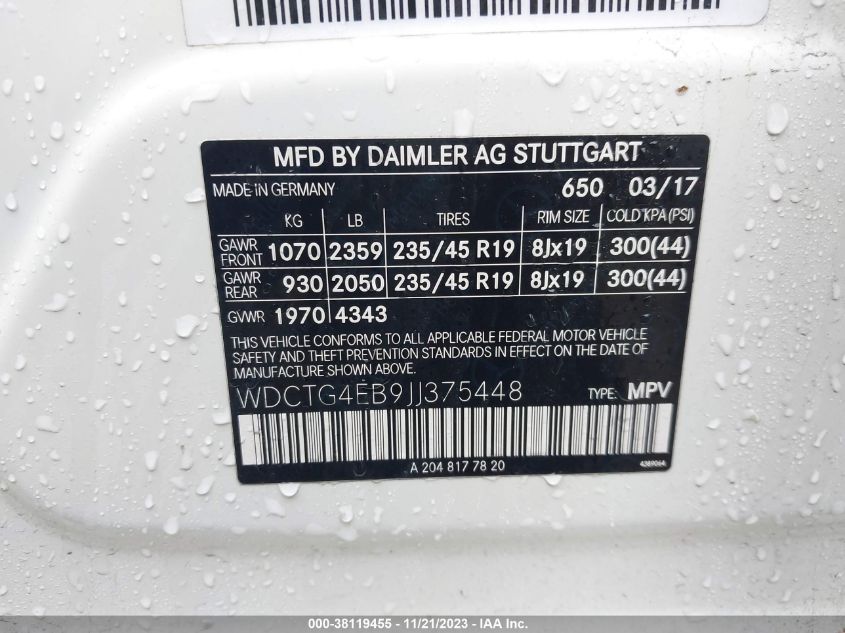 MFD BY DAIMLER AG STUTTGART
MADE IN GERMANY 650 03/17
KG LB TIRES RIM SIZE COLD KPA (PSI)
GAWR FRONT 1070 2359 235/45 R19 8Jx19 300(44)
GAWR REAR 930 2050 235/45 R19 8Jx19 300(44)
GVWR 1970 4343
THIS VEHICLE CONFORMS TO ALL APPLICABLE FEDERAL MOTOR VEHICLE
SAFETY AND THEFT PREVENTION STANDARDS IN EFFECT ON THE DATE OF
MANUFACTURE SHOWN ABOVE.
WDCTG4EB9JJ375448 TYPE: MPV
A 204 817 78 20 4389064
000-38119455 - 11/21/2023 - IAA Inc.